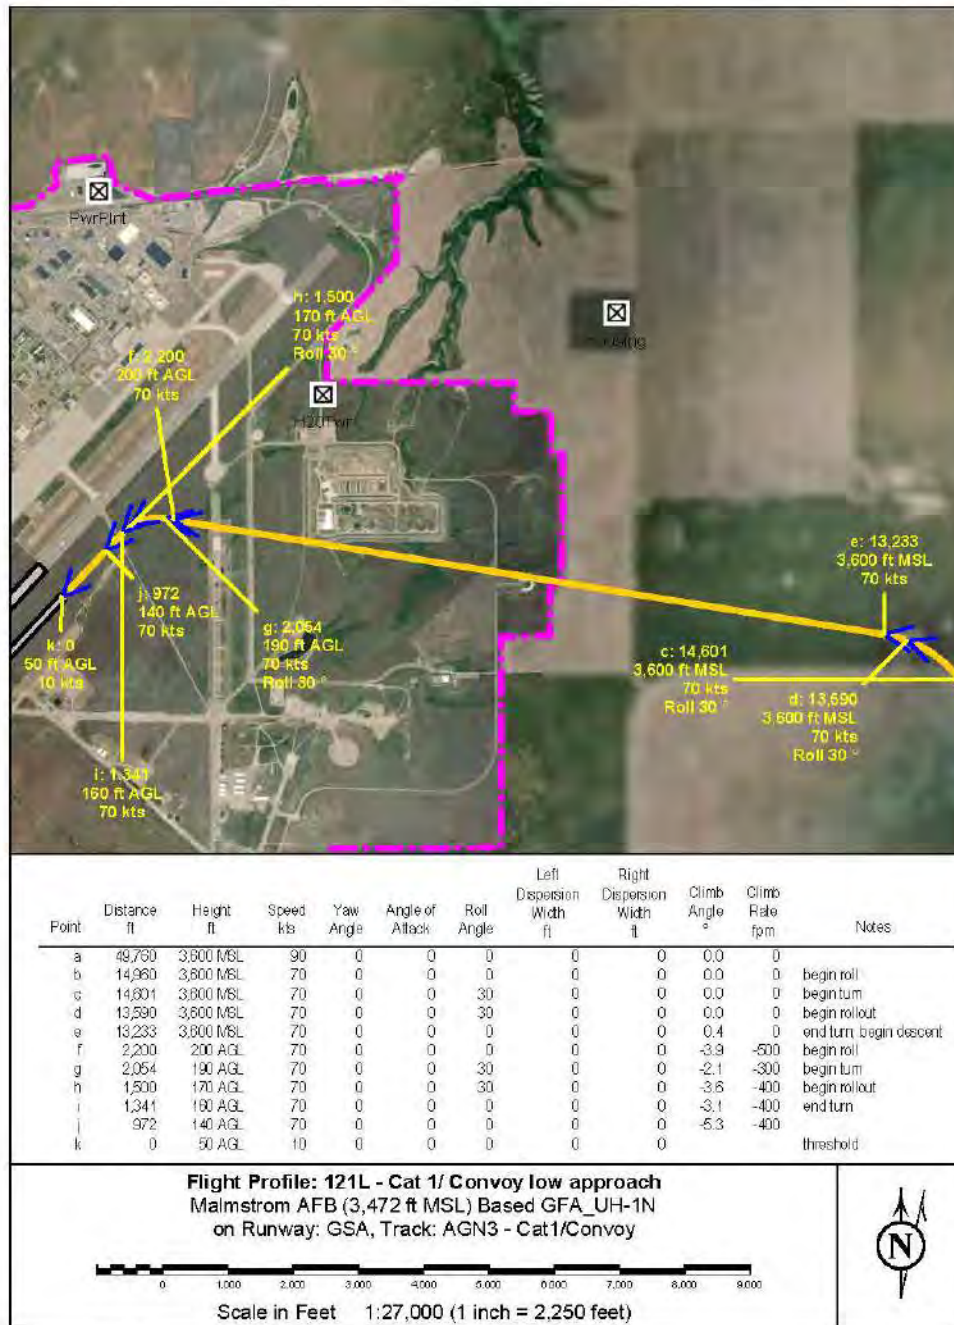 PwrPlnt
h: 1,500
170 ft AGL
70 kts
Roll 30 °
f: 2,200
200 ft AGL
70 kts
e: 13,233
3,600 ft MSL
70 kts
j: 972
140 ft AGL
70 kts
g: 2,054
190 ft AGL
70 kts
Roll 30 °
k: 0
50 ft AGL
10 kts
c: 14,601
3,600 ft MSL
70 kts
Roll 30 °
d: 13,590
3,600 ft MSL
70 kts
Roll 30 °
i: 1,341
160 ft AGL
70 kts
Point Distance ft Height ft Speed kts Yaw Angle Angle of Attack Roll Angle Left Dispersion Width ft Right Dispersion Width ft Climb Angle ° Climb Rate fpm Notes
a 49,760 3,600 MSL 90 0 0 0 0 0 0.0 0
b 14,960 3,600 MSL 70 0 0 0 0 0 0.0 0 begin roll
c 14,601 3,600 MSL 70 0 0 30 0 0 0.0 0 begin turn
d 13,590 3,600 MSL 70 0 0 30 0 0 0.0 0 begin rollout
e 13,233 3,600 MSL 70 0 0 0 0 0 0.4 0 end turn, begin descent
f 2,200 200 AGL 70 0 0 0 0 0 -3.9 -500 begin roll
g 2,054 190 AGL 70 0 0 30 0 0 -2.1 -300 begin turn
h 1,500 170 AGL 70 0 0 30 0 0 -3.6 -400 begin rollout
i 1,341 160 AGL 70 0 0 0 0 0 -3.1 -400 end turn
j 972 140 AGL 70 0 0 0 0 0 -5.3 -400
k 0 50 AGL 10 0 0 0 0 0 threshold
Flight Profile: 121L - Cat 1/ Convoy low approach
Malmstrom AFB (3,472 ft MSL) Based GFA_UH-1N
on Runway: GSA, Track: AGN3 - Cat1/Convoy
0 1,000 2,000 3,000 4,000 5,000 6,000 7,000 8,000 9,000
Scale in Feet 1:27,000 (1 inch = 2,250 feet)
N